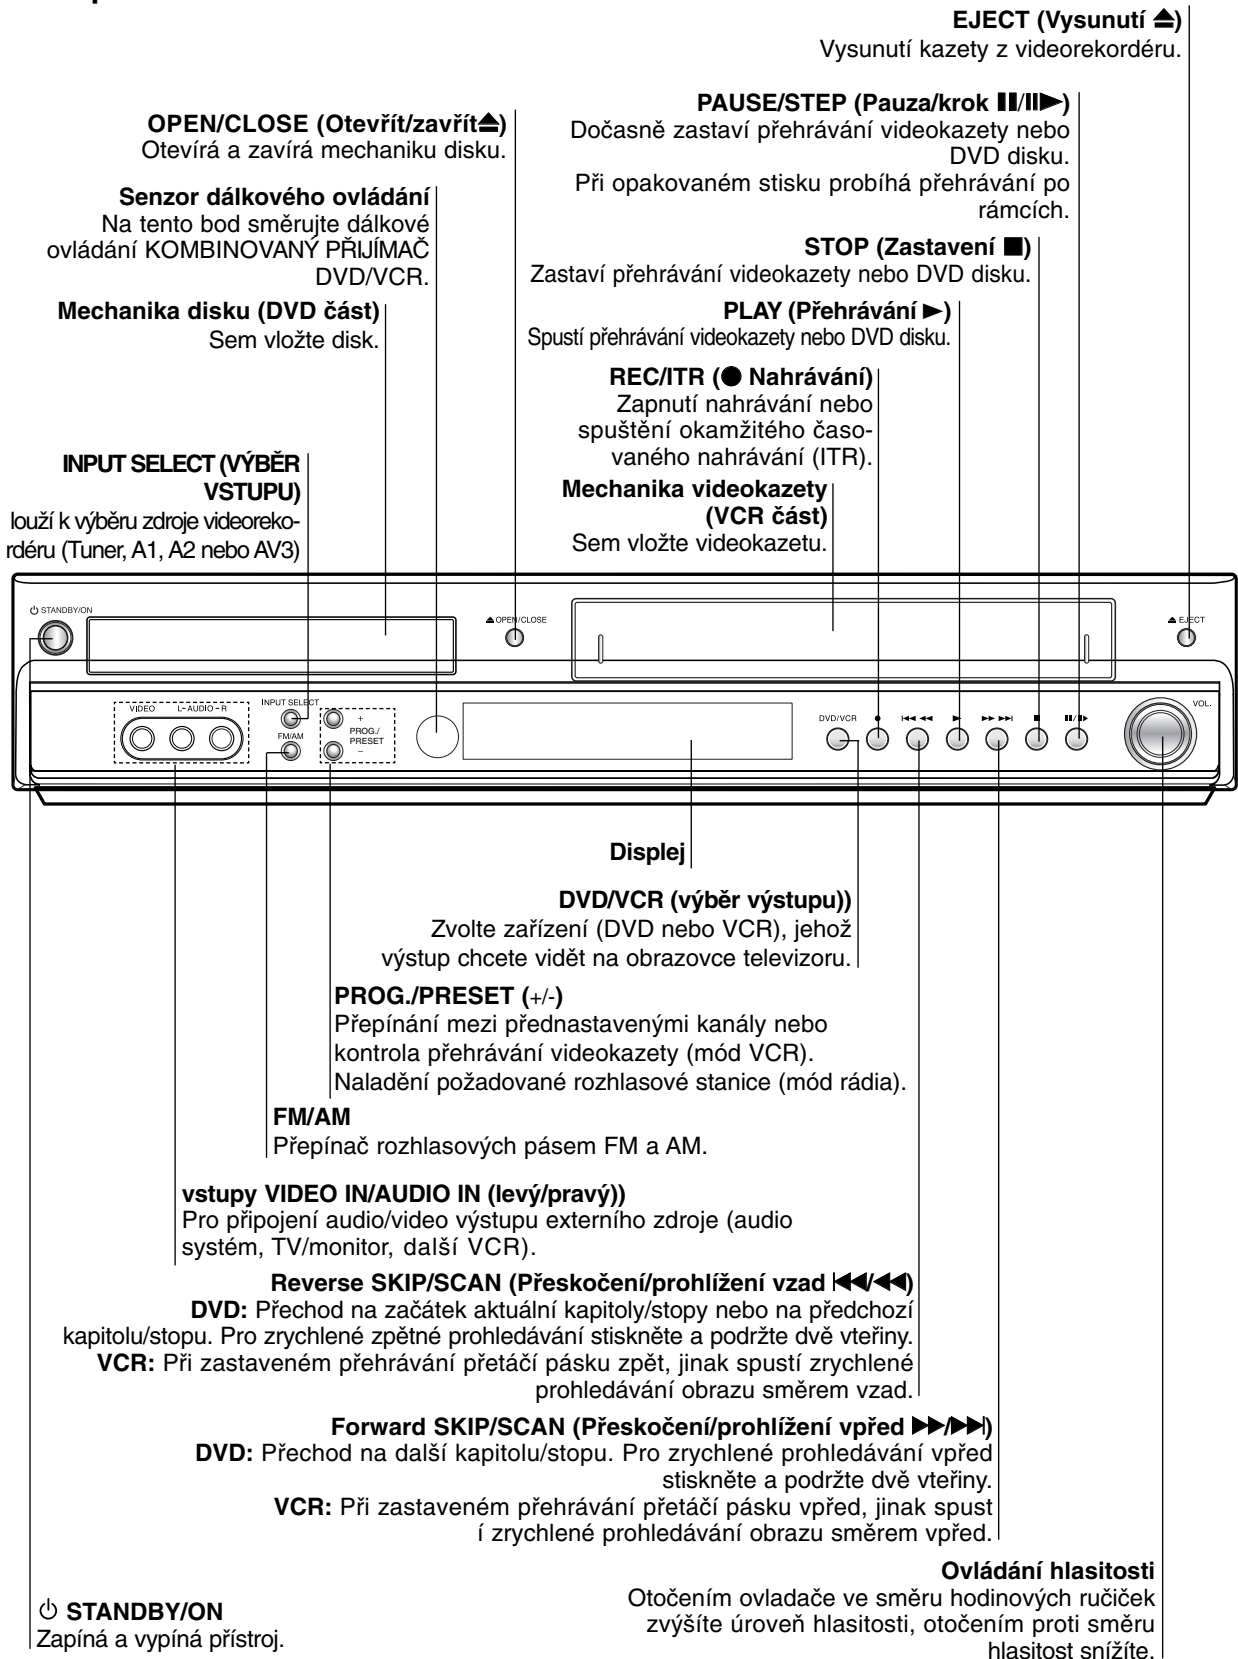 EJECT (Vysunutí ⏏)
Vysunutí kazety z videorekordéru.
PAUSE/STEP (Pauza/krok ▮▮/▮▮▶)
Dočasně zastaví přehrávání videokazety nebo
DVD disku.
Při opakovaném stisku probíhá přehrávání po
rámcích.
OPEN/CLOSE (Otevřít/zavřít⏏)
Otevírá a zavírá mechaniku disku.
Senzor dálkového ovládání
Na tento bod směrujte dálkové
ovládání KOMBINOVANÝ PŘIJÍMAČ
DVD/VCR.
STOP (Zastavení ■)
Zastaví přehrávání videokazety nebo DVD disku.
Mechanika disku (DVD část)
Sem vložte disk.
PLAY (Přehrávání ►)
Spustí přehrávání videokazety nebo DVD disku.
REC/ITR (● Nahrávání)
Zapnutí nahrávání nebo
spuštění okamžitého časo-
vaného nahrávání (ITR).
INPUT SELECT (VÝBĚR
VSTUPU)
louží k výběru zdroje videoreko-
rdéru (Tuner, A1, A2 nebo AV3)
Mechanika videokazety
(VCR část)
Sem vložte videokazetu.
⏻ STANDBY/ON
⏏ OPEN/CLOSE
⏏ EJECT
VIDEO L- AUDIO - R
INPUT SELECT
FM/AM
+
PROG./
PRESET
–
DVD/VCR ● I◀◀ ◀◀ ▶ ▶▶ ▶▶I ■ ▮▮/▮▶
VOL.
Displej
DVD/VCR (výběr výstupu))
Zvolte zařízení (DVD nebo VCR), jehož
výstup chcete vidět na obrazovce televizoru.
PROG./PRESET (+/-)
Přepínání mezi přednastavenými kanály nebo
kontrola přehrávání videokazety (mód VCR).
Naladění požadované rozhlasové stanice (mód rádia).
FM/AM
Přepínač rozhlasových pásem FM a AM.
vstupy VIDEO IN/AUDIO IN (levý/pravý))
Pro připojení audio/video výstupu externího zdroje (audio
systém, TV/monitor, další VCR).
Reverse SKIP/SCAN (Přeskočení/prohlížení vzad I◀◀/◀◀)
DVD: Přechod na začátek aktuální kapitoly/stopy nebo na předchozí
kapitolu/stopu. Pro zrychlené zpětné prohledávání stiskněte a podržte dvě vteřiny.
VCR: Při zastaveném přehrávání přetáčí pásku zpět, jinak spustí zrychlené
prohledávání obrazu směrem vzad.
Forward SKIP/SCAN (Přeskočení/prohlížení vpřed ▶▶/▶▶I)
DVD: Přechod na další kapitolu/stopu. Pro zrychlené prohledávání vpřed
stiskněte a podržte dvě vteřiny.
VCR: Při zastaveném přehrávání přetáčí pásku vpřed, jinak spust
í zrychlené prohledávání obrazu směrem vpřed.
Ovládání hlasitosti
Otočením ovladače ve směru hodinových ručiček
zvýšíte úroveň hlasitosti, otočením proti směru
hlasitost snížíte.
⏻ STANDBY/ON
Zapíná a vypíná přístroj.